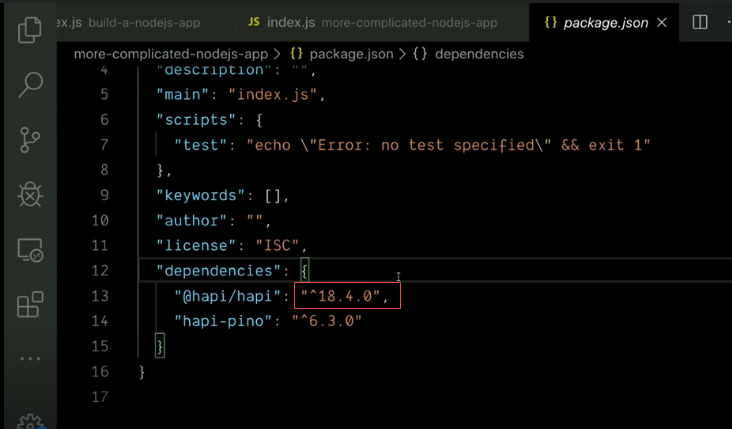 ex.js build-a-nodejs-app
JS index.js more-complicated-nodejs-app
{} package.json ×
more-complicated-nodejs-app > {} package.json > {} dependencies
4 "description": "",
5 "main": "index.js",
6 "scripts": {
7 "test": "echo \"Error: no test specified\" && exit 1"
8 },
9 "keywords": [],
10 "author": "",
11 "license": "ISC",
12 "dependencies": {
13 "@hapi/hapi": "^18.4.0",
14 "hapi-pino": "^6.3.0"
15 }
16 }
17